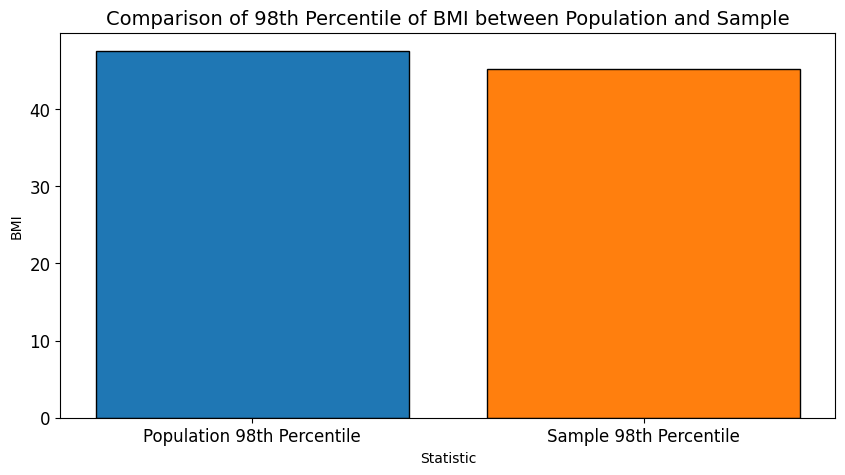 Comparison of 98th Percentile of BMI between Population and Sample
BMI
40
30
20
10
0
Population 98th Percentile
Sample 98th Percentile
Statistic